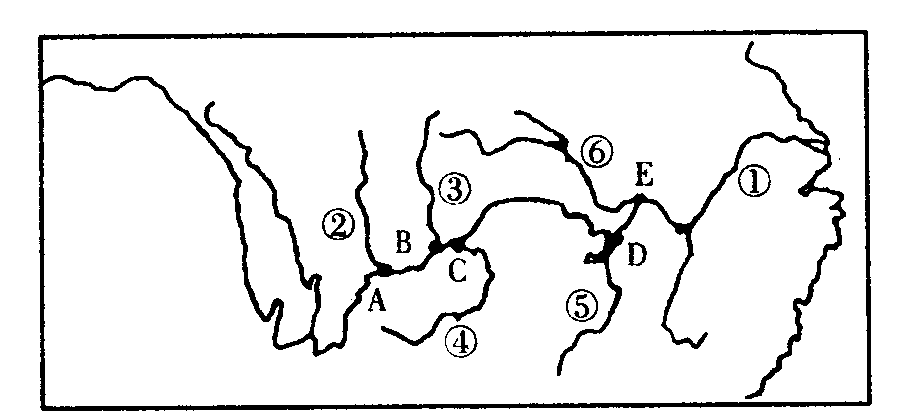 ⑥
E
①
③
②
B
C
D
A
⑤
④